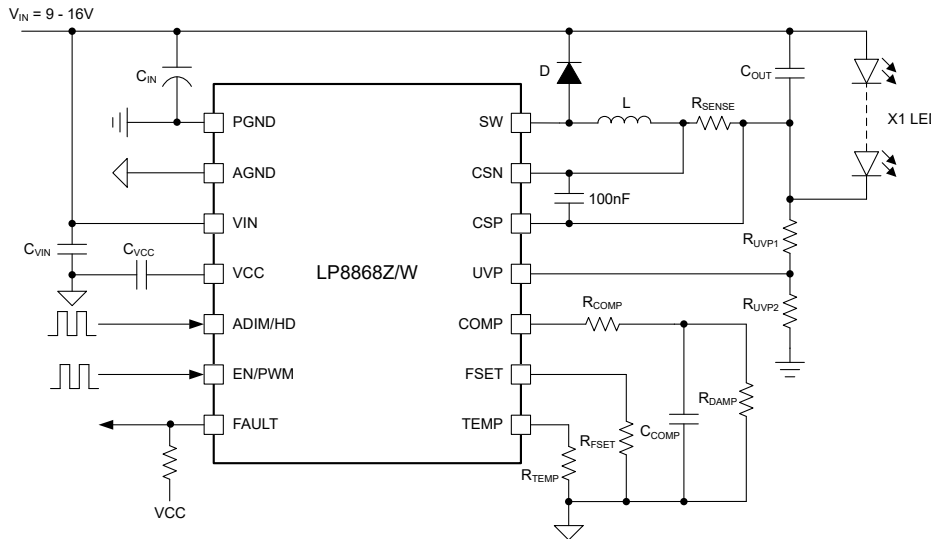 V_IN = 9 - 16V
C_IN
D
C_OUT
L
R_SENSE
X1 LE
PGND
SW
AGND
CSN
100nF
VIN
CSP
R_UVP1
C_VIN
C_VCC
VCC
LP8868Z/W
UVP
R_COMP
R_UVP2
ADIM/HD
COMP
EN/PWM
FSET
R_DAMP
FAULT
TEMP
R_FSET
C_COMP
R_TEMP
VCC